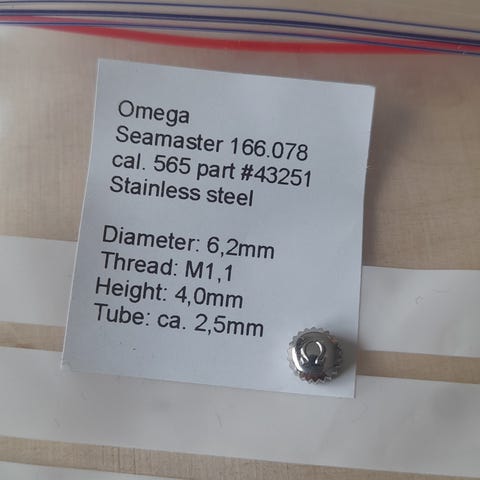 Omega
Seamaster 166.078
cal. 565 part #43251
Stainless steel
Diameter: 6,2mm
Thread: M1,1
Height: 4,0mm
Tube: ca. 2,5mm